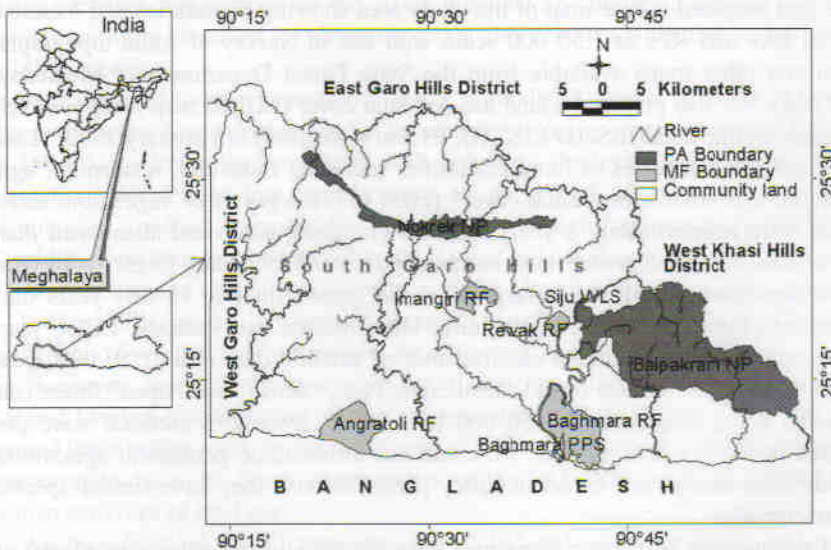 India
Meghalaya
90°15' 90°30' 90°45'
25°30'
25°15'
N
5 0 5 Kilometers
River
PA Boundary
MF Boundary
Community land
East Garo Hills District
West Garo Hills District
West Khasi Hills
District
Nokrek NP
South Garo Hills
Imangri RF
Siju WLS
Rewak RF
Balpakram NP
Angratoli RF
Baghmara RF
Baghmara PPS
BANGLADESH
25°30'
25°15'
90°15' 90°30' 90°45'